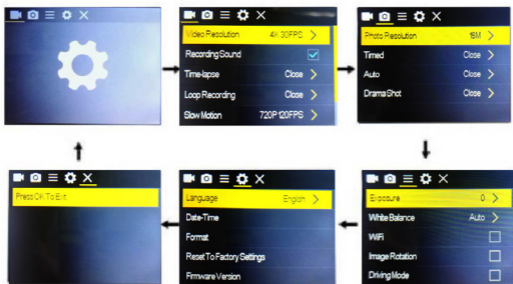 Video Resolution 4K 30FPS
Recording Sound
Time-lapse Close
Loop Recording Close
Slow Motion 720P 120FPS
Photo Resolution 16M
Timed Close
Auto Close
DramaShot Close
Press OK To Exit
Language English
Date-Time
Format
Reset To Factory Settings
Firmware Version
Exposure 0
White Balance Auto
WiFi
Image Rotation
Driving Mode